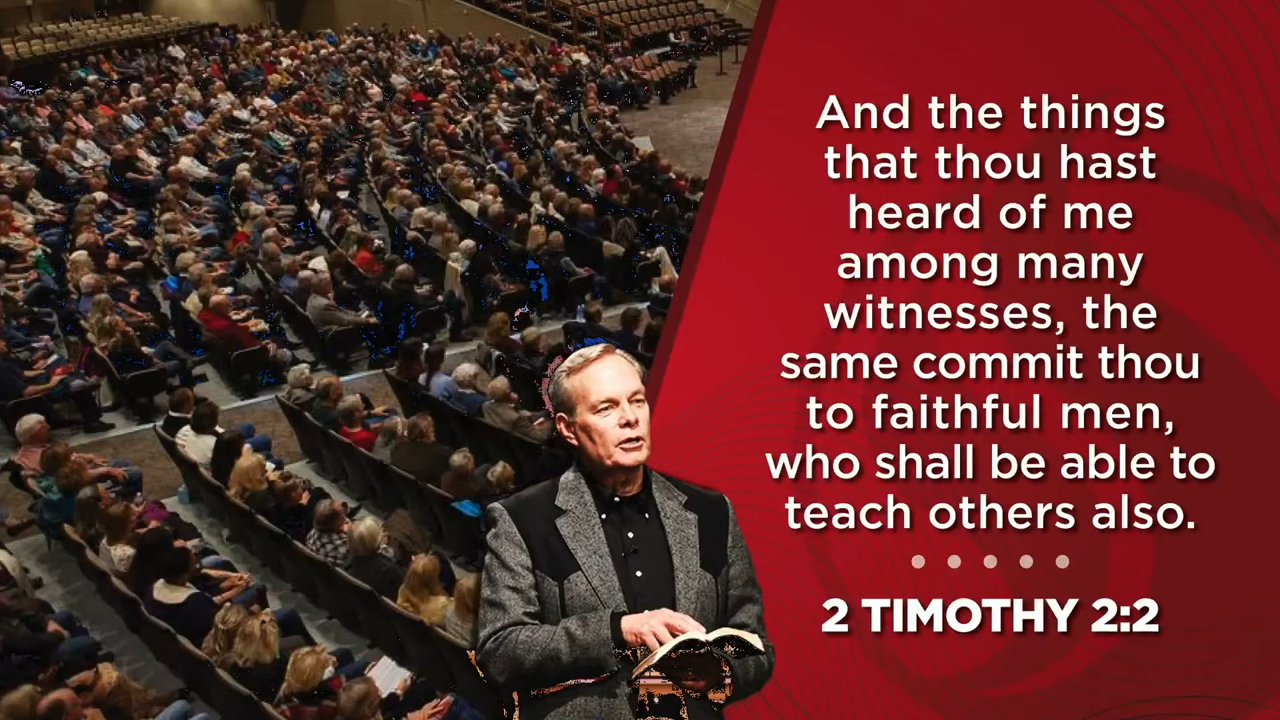 And the things
that thou hast
heard of me
among many
witnesses, the
same commit thou
to faithful men,
who shall be able to
teach others also.
2 TIMOTHY 2:2